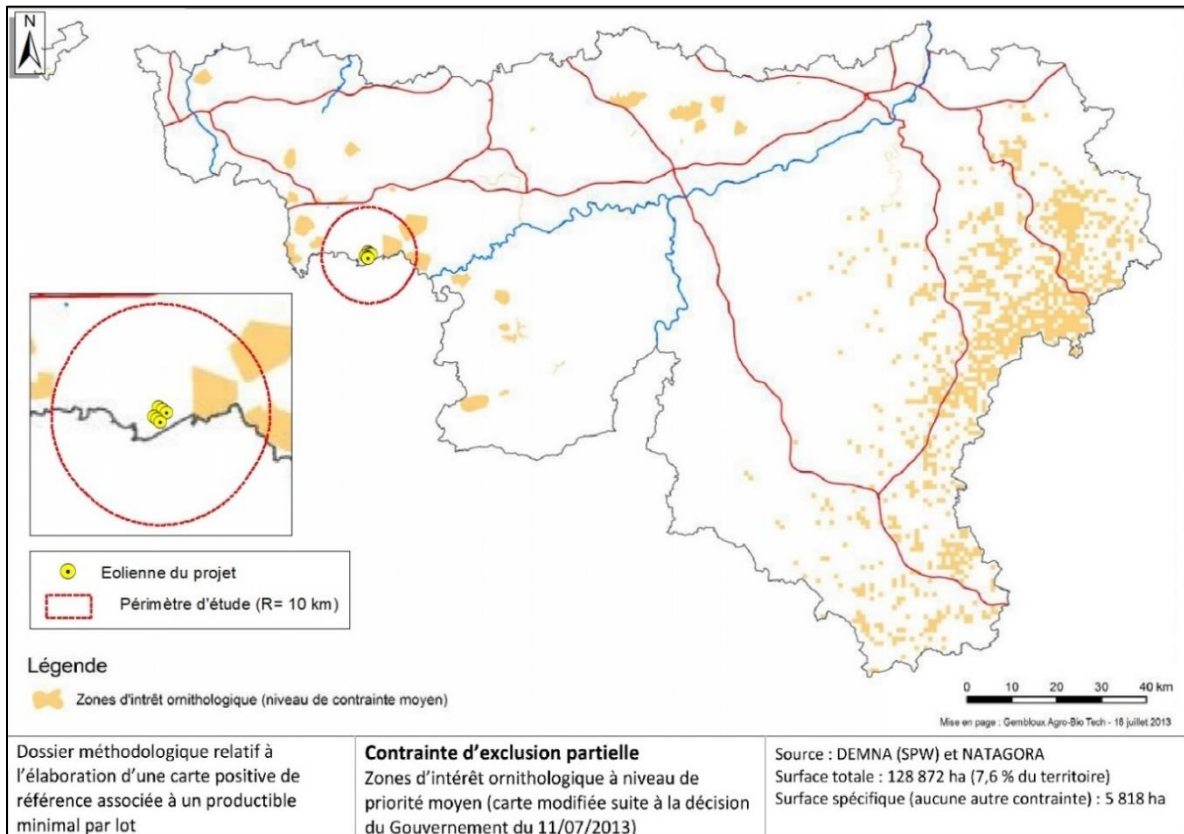 N
Eolienne du projet
Périmètre d'étude (R= 10 km)
Légende
Zones d'intrêt ornithologique (niveau de contrainte moyen)
0 10 20 30 40 km
Mise en page : Gembloux Agro-Bio Tech - 18 juillet 2013
Dossier méthodologique relatif à
l'élaboration d'une carte positive de
référence associée à un productible
minimal par lot
Contrainte d'exclusion partielle
Zones d'intérêt ornithologique à niveau de
priorité moyen (carte modifiée suite à la décision
du Gouvernement du 11/07/2013)
Source : DEMNA (SPW) et NATAGORA
Surface totale : 128 872 ha (7,6 % du territoire)
Surface spécifique (aucune autre contrainte) : 5 818 ha